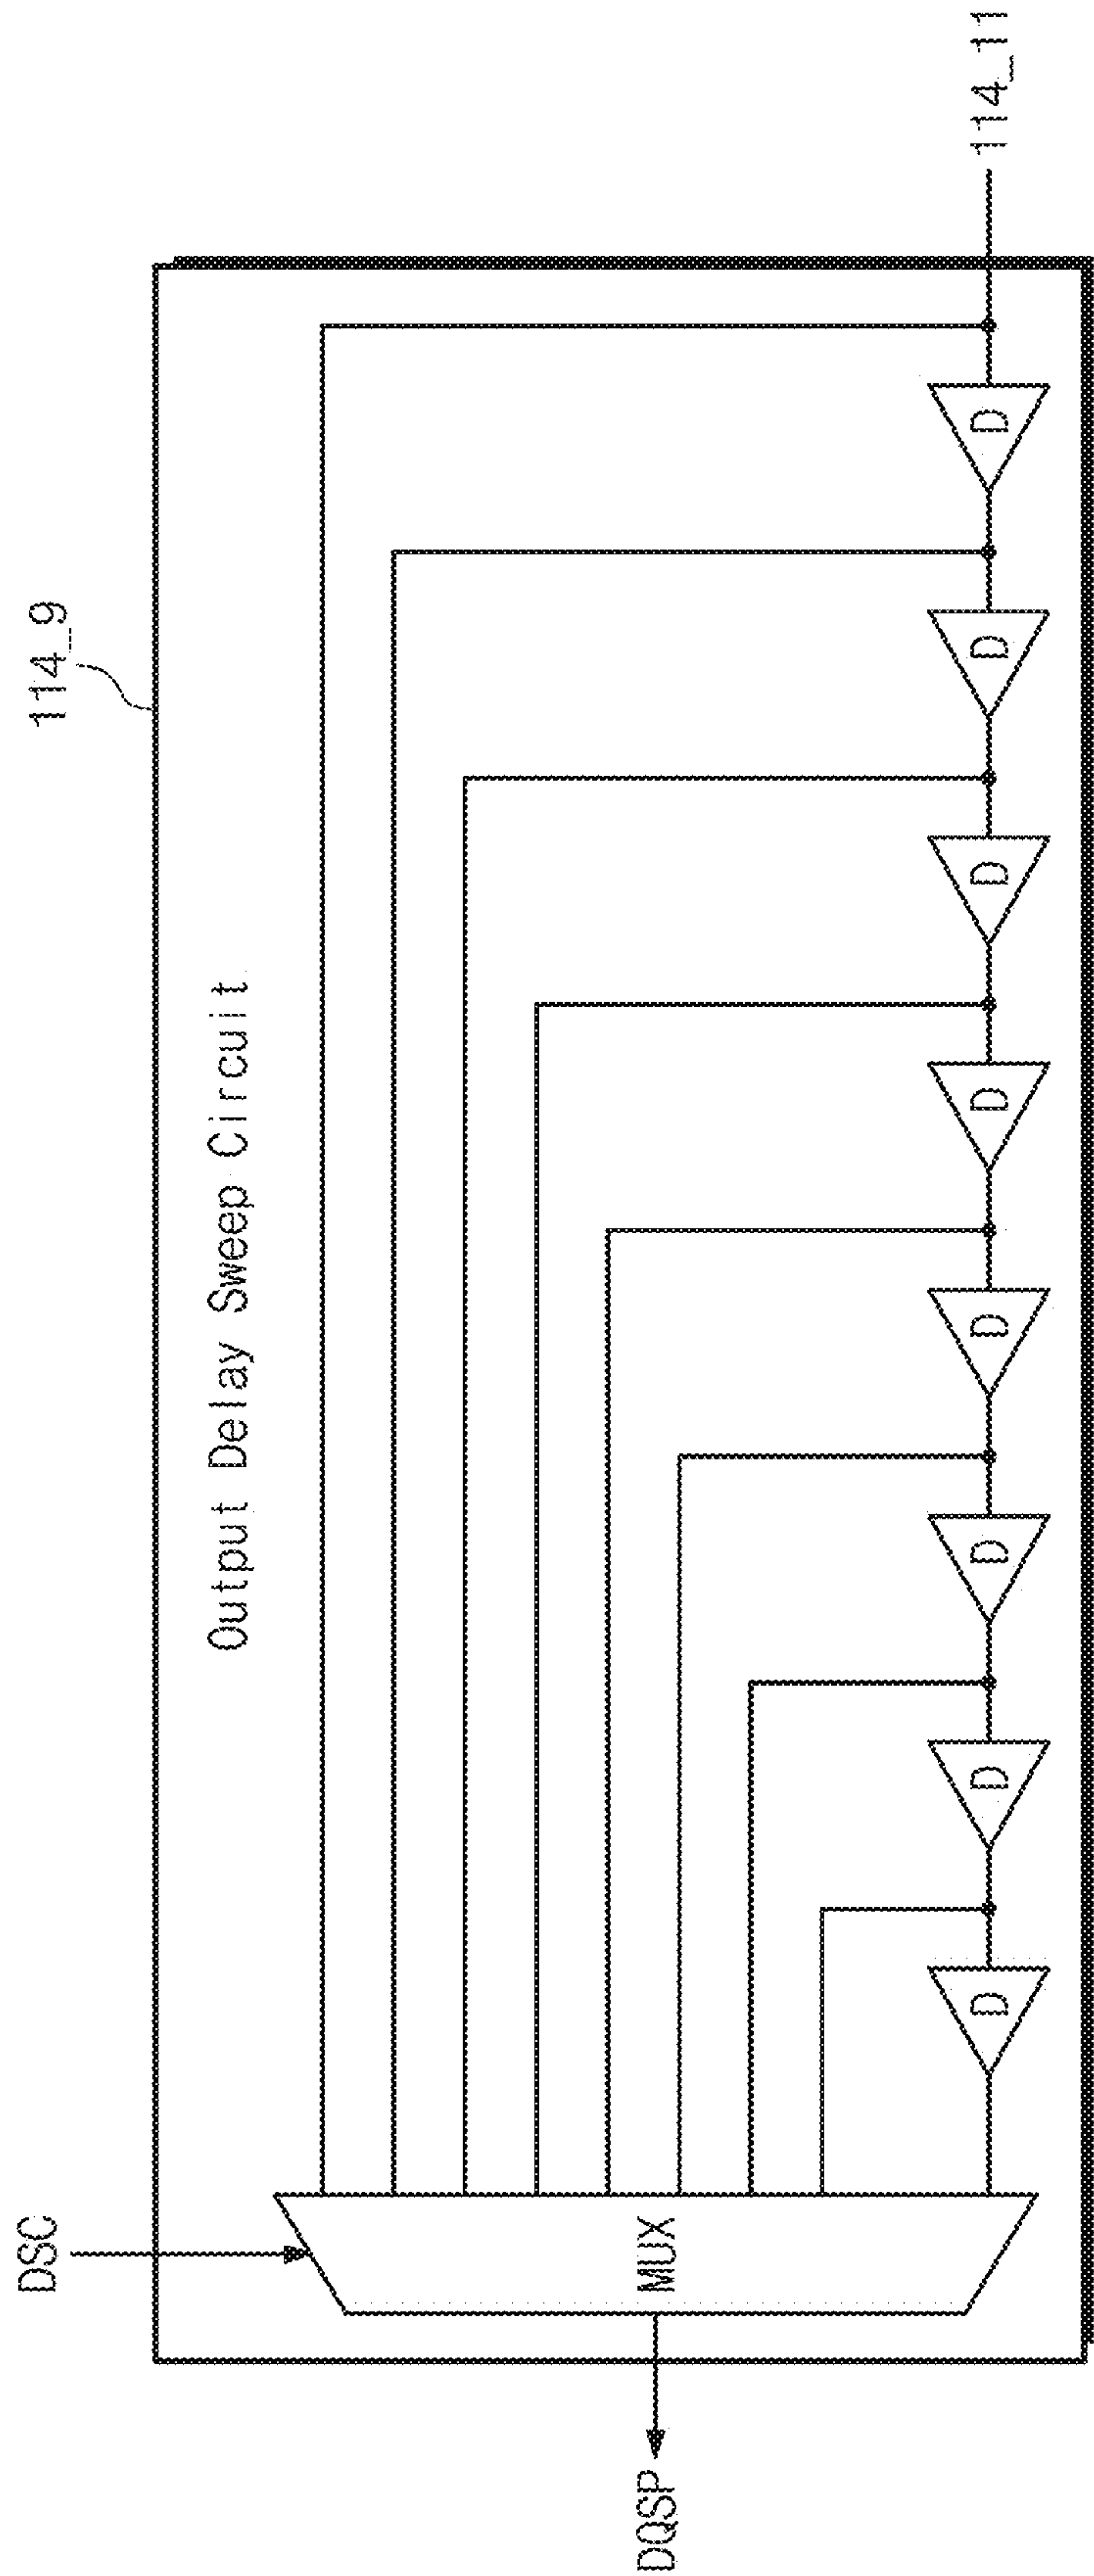 114_9
Output Delay Sweep Circuit
DSC
MUX
DQSP
D
D
D
D
D
D
D
D
114_11